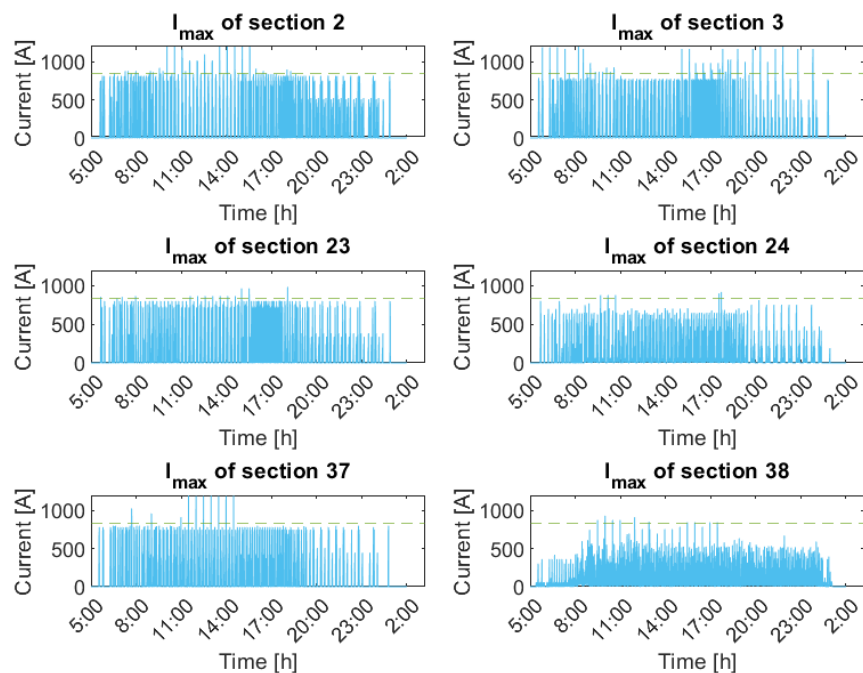 I_max of section 2
Current [A]
1000
500
0
5:00 8:00 11:00 14:00 17:00 20:00 23:00 2:00
Time [h]
I_max of section 3
Current [A]
1000
500
0
5:00 8:00 11:00 14:00 17:00 20:00 23:00 2:00
Time [h]
I_max of section 23
Current [A]
1000
500
0
5:00 8:00 11:00 14:00 17:00 20:00 23:00 2:00
Time [h]
I_max of section 24
Current [A]
1000
500
0
5:00 8:00 11:00 14:00 17:00 20:00 23:00 2:00
Time [h]
I_max of section 37
Current [A]
1000
500
0
5:00 8:00 11:00 14:00 17:00 20:00 23:00 2:00
Time [h]
I_max of section 38
Current [A]
1000
500
0
5:00 8:00 11:00 14:00 17:00 20:00 23:00 2:00
Time [h]